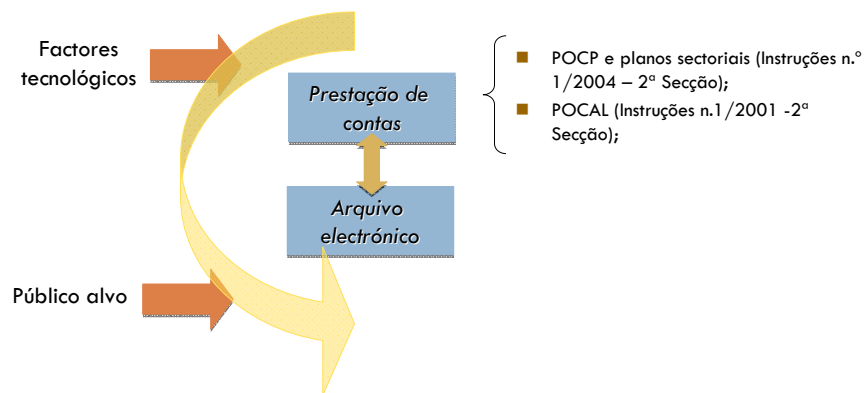 Factores
tecnológicos
Prestação de
contas
POCP e planos sectoriais (Instruções n.º
1/2004 – 2ª Secção);
POCAL (Instruções n.1/2001 -2ª
Secção);
Arquivo
electrónico
Público alvo